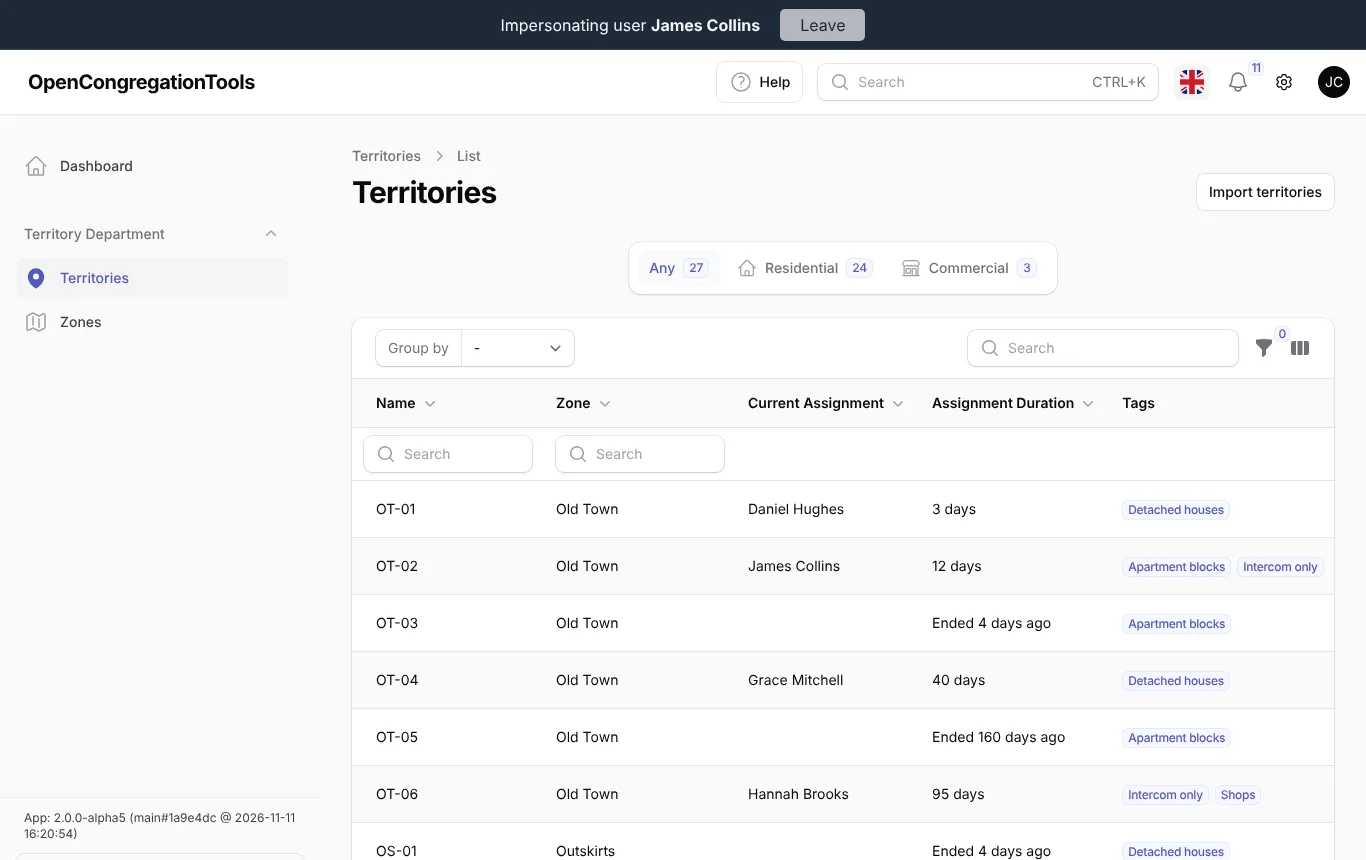 Impersonating user James Collins Leave
OpenCongregationTools
Help
Search CTRL+K
11
JC
Dashboard
Territory Department
Territories
Zones
App: 2.0.0-alpha5 (main#1a9e4dc @ 2026-11-11
16:20:54)
Territories > List
Territories
Import territories
Any 27 Residential 24 Commercial 3
Group by - Search 0
Name Zone Current Assignment Assignment Duration Tags
Search Search
OT-01 Old Town Daniel Hughes 3 days Detached houses
OT-02 Old Town James Collins 12 days Apartment blocks Intercom only
OT-03 Old Town Ended 4 days ago Apartment blocks
OT-04 Old Town Grace Mitchell 40 days Detached houses
OT-05 Old Town Ended 160 days ago Apartment blocks
OT-06 Old Town Hannah Brooks 95 days Intercom only Shops
OS-01 Outskirts Ended 4 days ago Detached houses